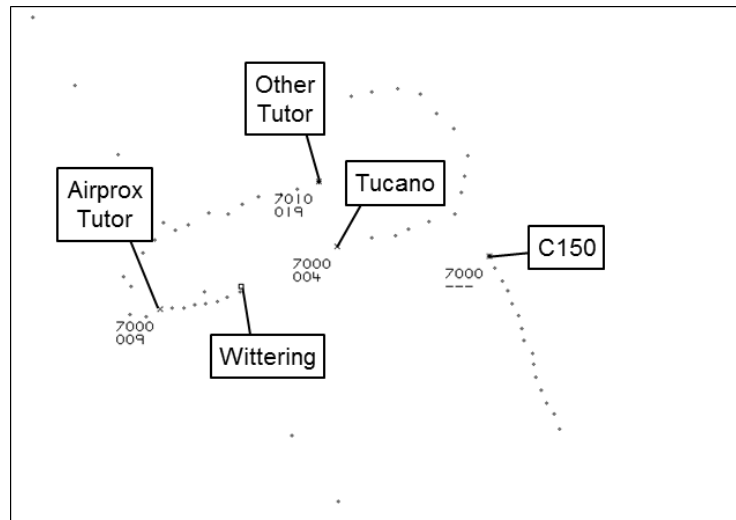 Other
Tutor
Airprox
Tutor
Tucano
7010
019
C150
7000
004
7000
---
7000
009
Wittering